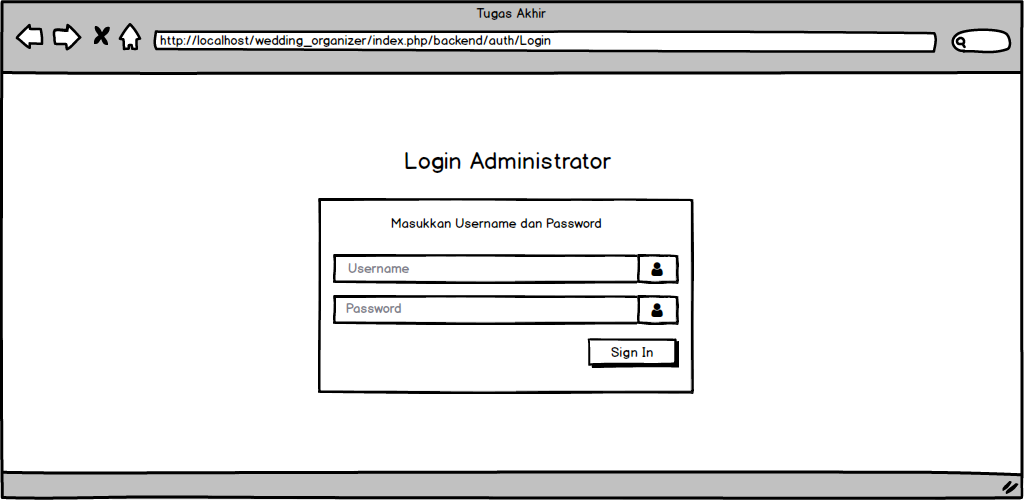 Tugas Akhir
http://localhost/wedding_organizer/index.php/backend/auth/Login
Login Administrator
Masukkan Username dan Password
Username
Password
Sign In